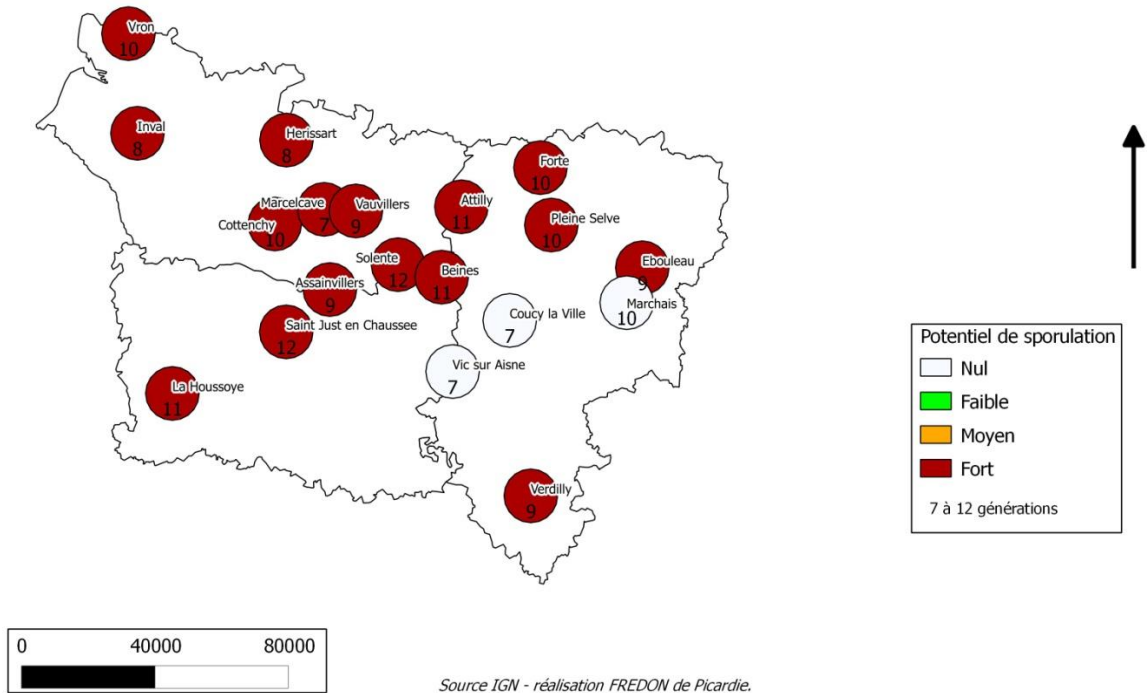 Vron
10
Inval
8
Herissart
8
Forte
10
Marcelcave
7
Vauvillers
9
Attilly
11
Cottenchy
10
Pleine Selve
10
Solente
12
Beines
11
Ebouleau
9
Assainvillers
9
Marchais
10
Coucy la Ville
7
Saint Just en Chaussee
12
Vic sur Aisne
7
La Houssoye
11
Verdilly
9
Potentiel de sporulation
Nul
Faible
Moyen
Fort
7 à 12 générations
0 40000 80000
Source IGN - réalisation FREDON de Picardie.